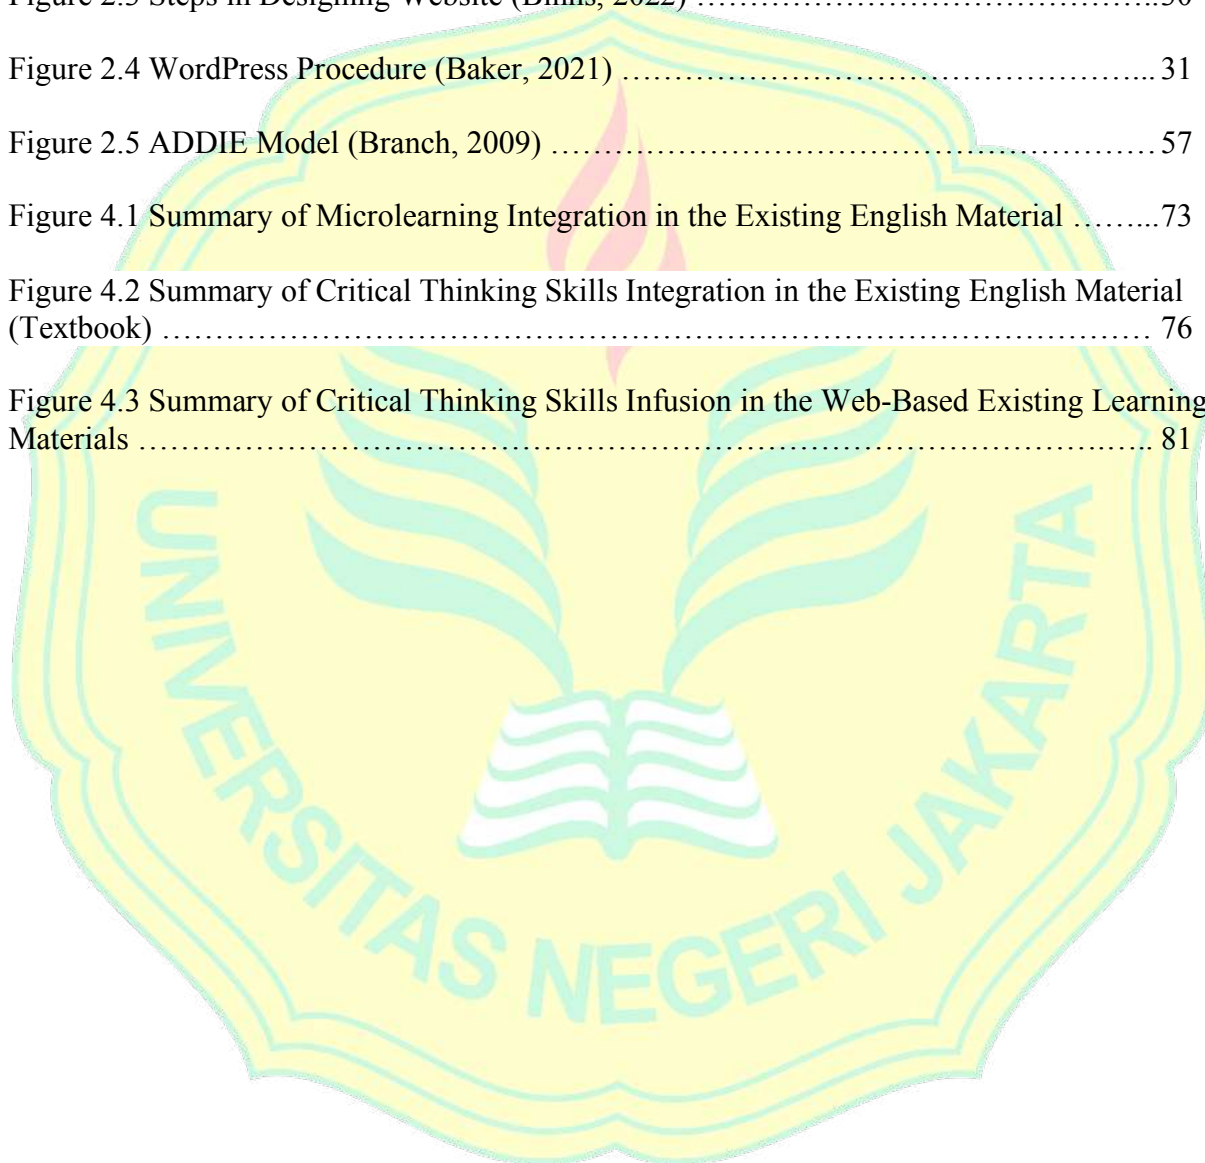 Figure 2.3 Steps in Designing Website (Binns, 2022) ……………………………………..30
Figure 2.4 WordPress Procedure (Baker, 2021) …………………………………………... 31
Figure 2.5 ADDIE Model (Branch, 2009) ………………………………………………… 57
Figure 4.1 Summary of Microlearning Integration in the Existing English Material ……...73
Figure 4.2 Summary of Critical Thinking Skills Integration in the Existing English Material
(Textbook) ………………………………………………………………………………… 76
Figure 4.3 Summary of Critical Thinking Skills Infusion in the Web-Based Existing Learning
Materials ………………………………………………………………………………….. 81
UNIVERSITAS NEGERI JAKARTA